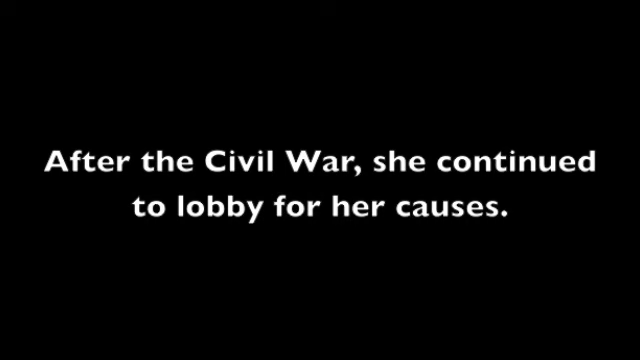 After the Civil War, she continued
to lobby for her causes.